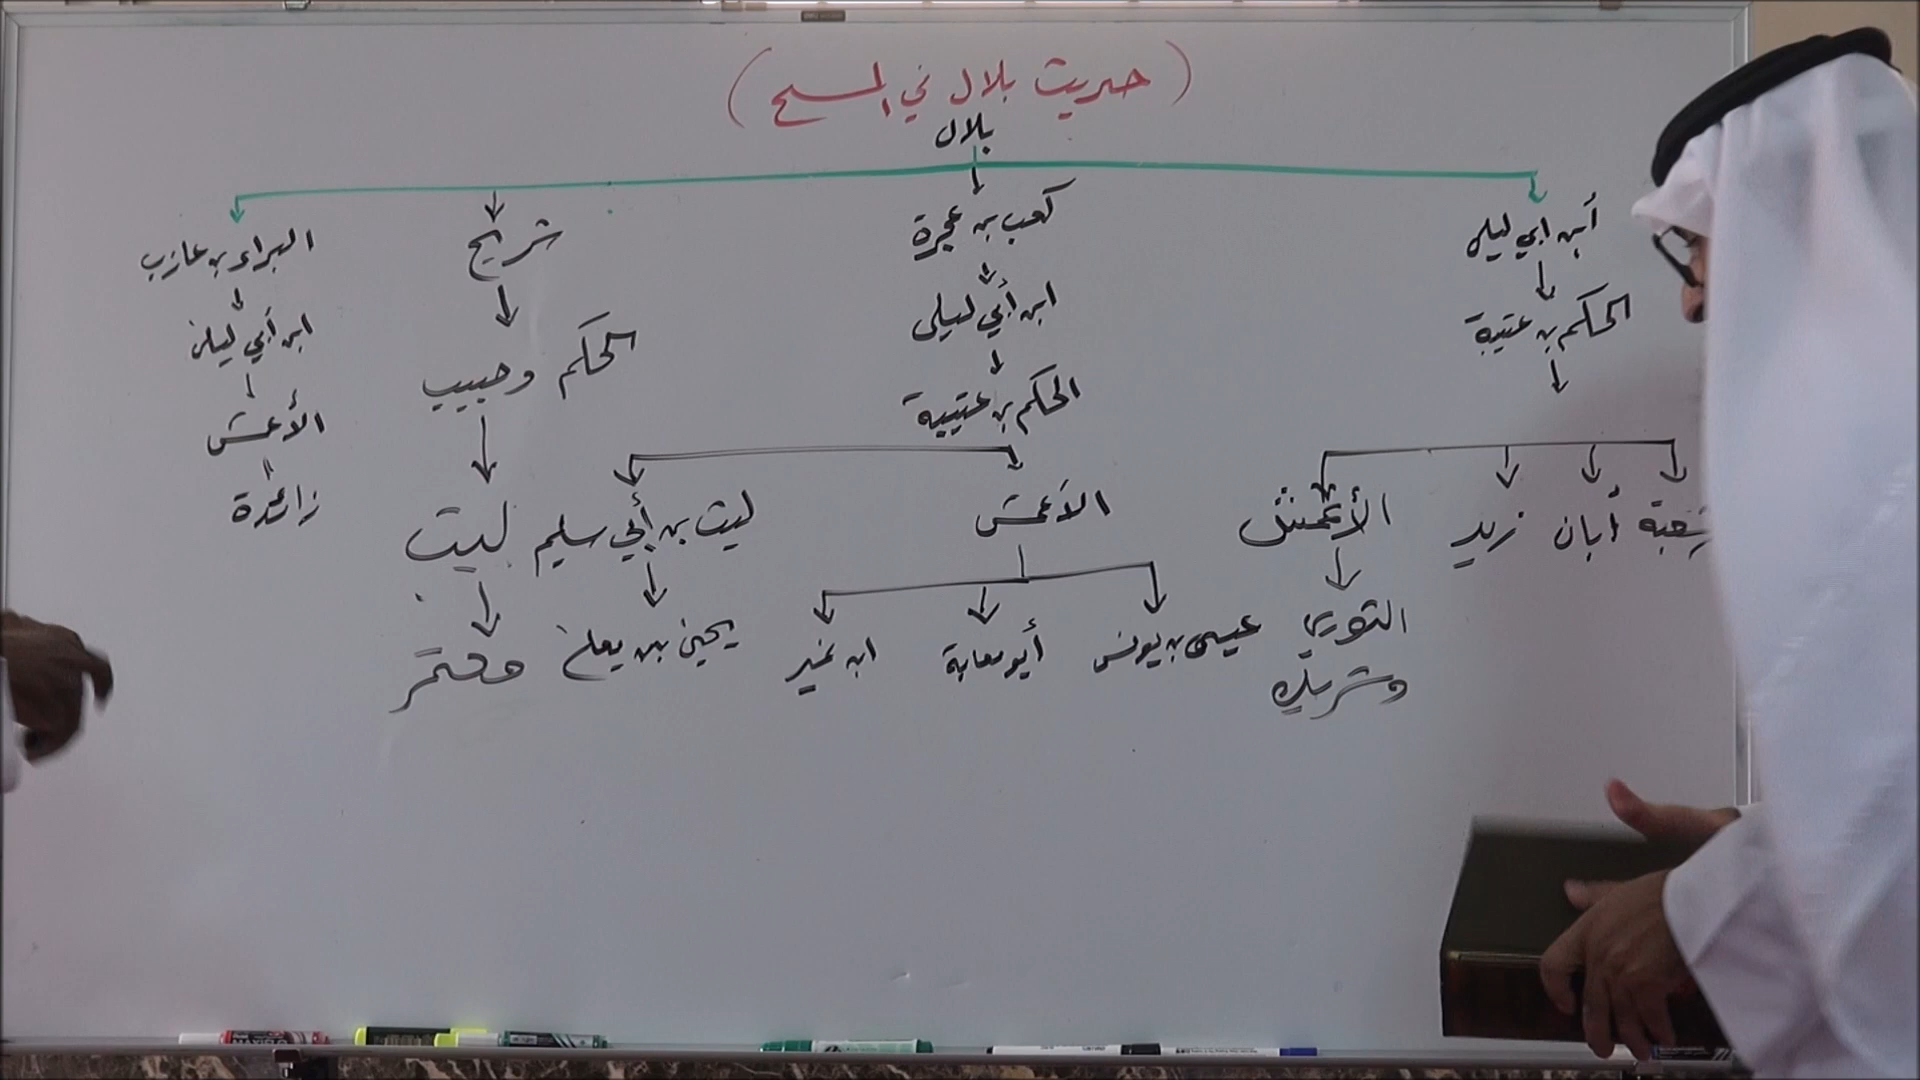 (حديث بلال في المسح)
بلال
ابن ابي ليلى
الحكم بن عتيبة
شعبة أبان زيد الأعمش
الثوري
وشريك
كعب بن عجرة
ابن أبي ليلى
الحكم بن عتيبة
الأعمش ليث بن أبي سليم
عيسى بن يونس أبو معاوية ابن نمير
يحيى بن يعلى
شريح
الحكم وحبيب
ليث
معتمر
البراء بن عازب
ابن أبي ليلى
الأعمش
زائدة